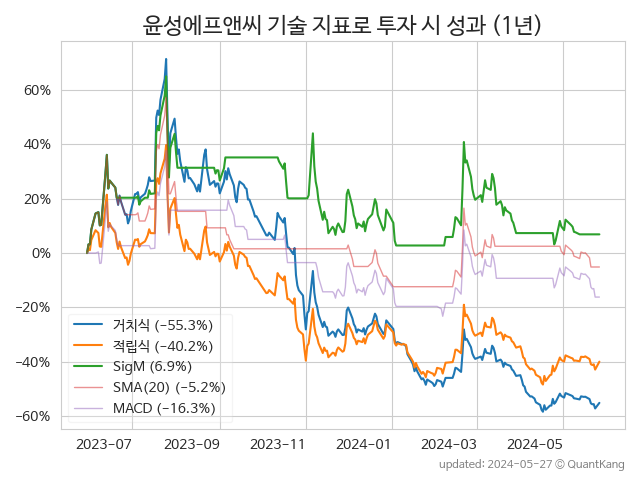 윤성에프앤씨 기술 지표로 투자 시 성과 (1년)
60%
40%
20%
0%
−20%
−40%
−60%
거치식 (−55.3%)
적립식 (−40.2%)
SigM (6.9%)
SMA(20) (−5.2%)
MACD (−16.3%)
2023−07
2023−09
2023−11
2024−01
2024−03
2024−05
updated: 2024−05−27 © QuantKang